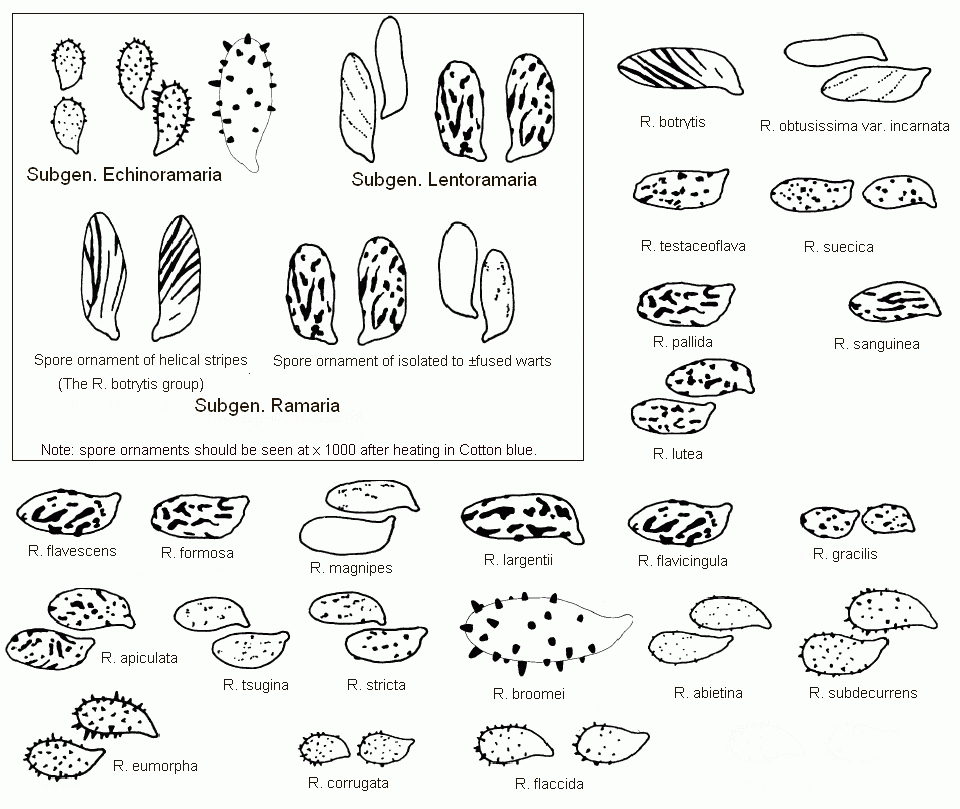 Subgen. Echinoramaria
Subgen. Lentoramaria
Spore ornament of helical stripes
(The R. botrytis group)
Spore ornament of isolated to ±fused warts
Subgen. Ramaria
Note: spore ornaments should be seen at x 1000 after heating in Cotton blue.
R. botrytis
R. obtusissima var. incarnata
R. testaceoflava
R. suecica
R. pallida
R. sanguinea
R. lutea
R. flavescens
R. formosa
R. magnipes
R. largentii
R. flavicingula
R. gracilis
R. apiculata
R. tsugina
R. stricta
R. broomei
R. abietina
R. subdecurrens
R. eumorpha
R. corrugata
R. flaccida